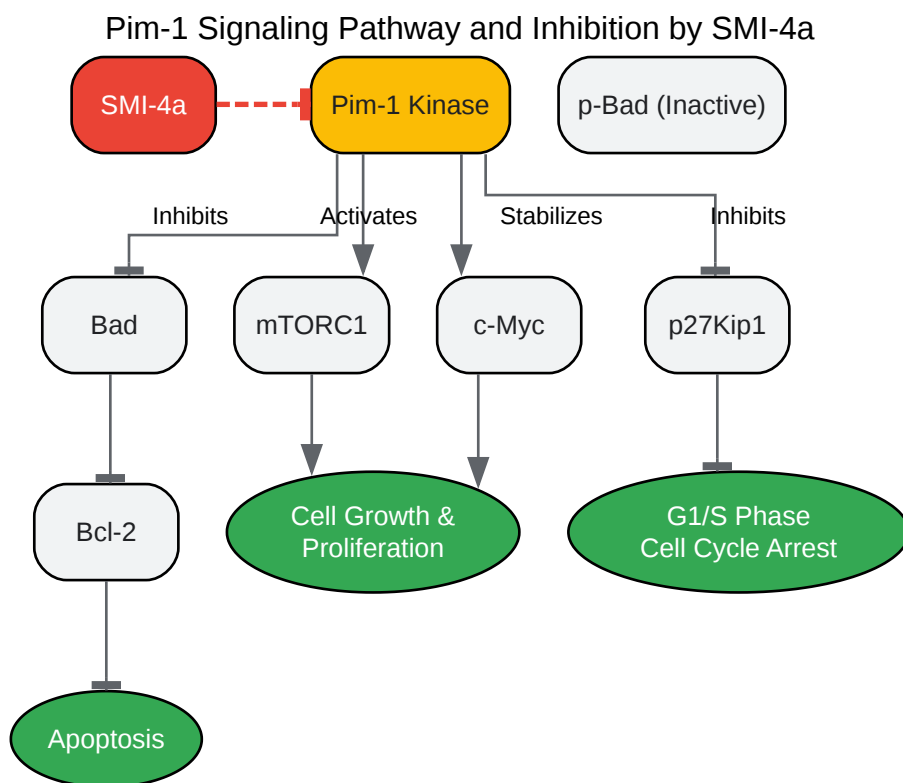 Pim-1 Signaling Pathway and Inhibition by SMI-4a
SMI-4a
Pim-1 Kinase
p-Bad (Inactive)
Inhibits
Activates
Stabilizes
Inhibits
Bad
mTORC1
c-Myc
p27Kip1
Bcl-2
Cell Growth &
Proliferation
G1/S Phase
Cell Cycle Arrest
Apoptosis